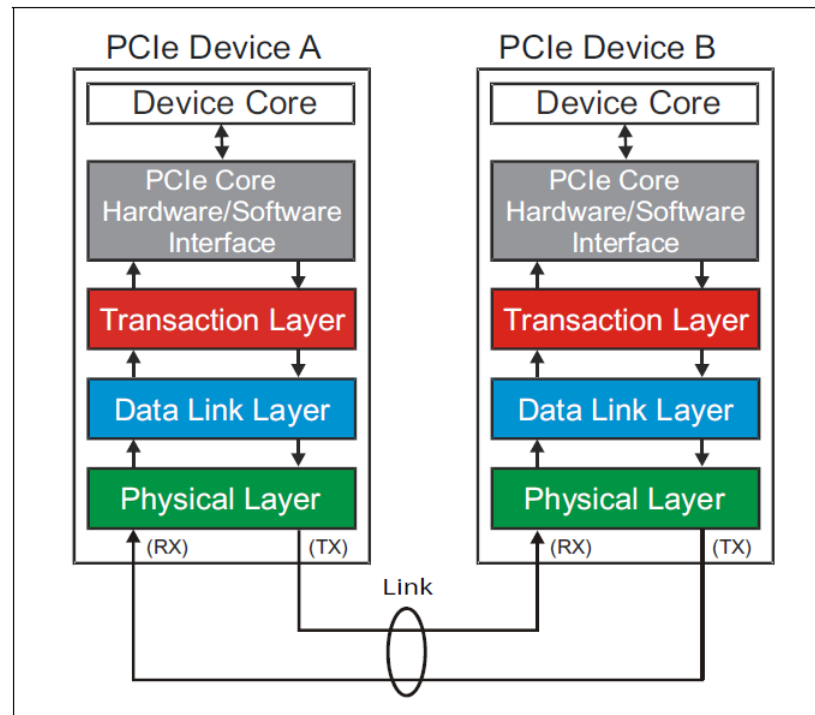 PCIe Device A
Device Core
PCIe Core
Hardware/Software
Interface
Transaction Layer
Data Link Layer
Physical Layer
(RX)
(TX)
PCIe Device B
Device Core
PCIe Core
Hardware/Software
Interface
Transaction Layer
Data Link Layer
Physical Layer
(RX)
(TX)
Link